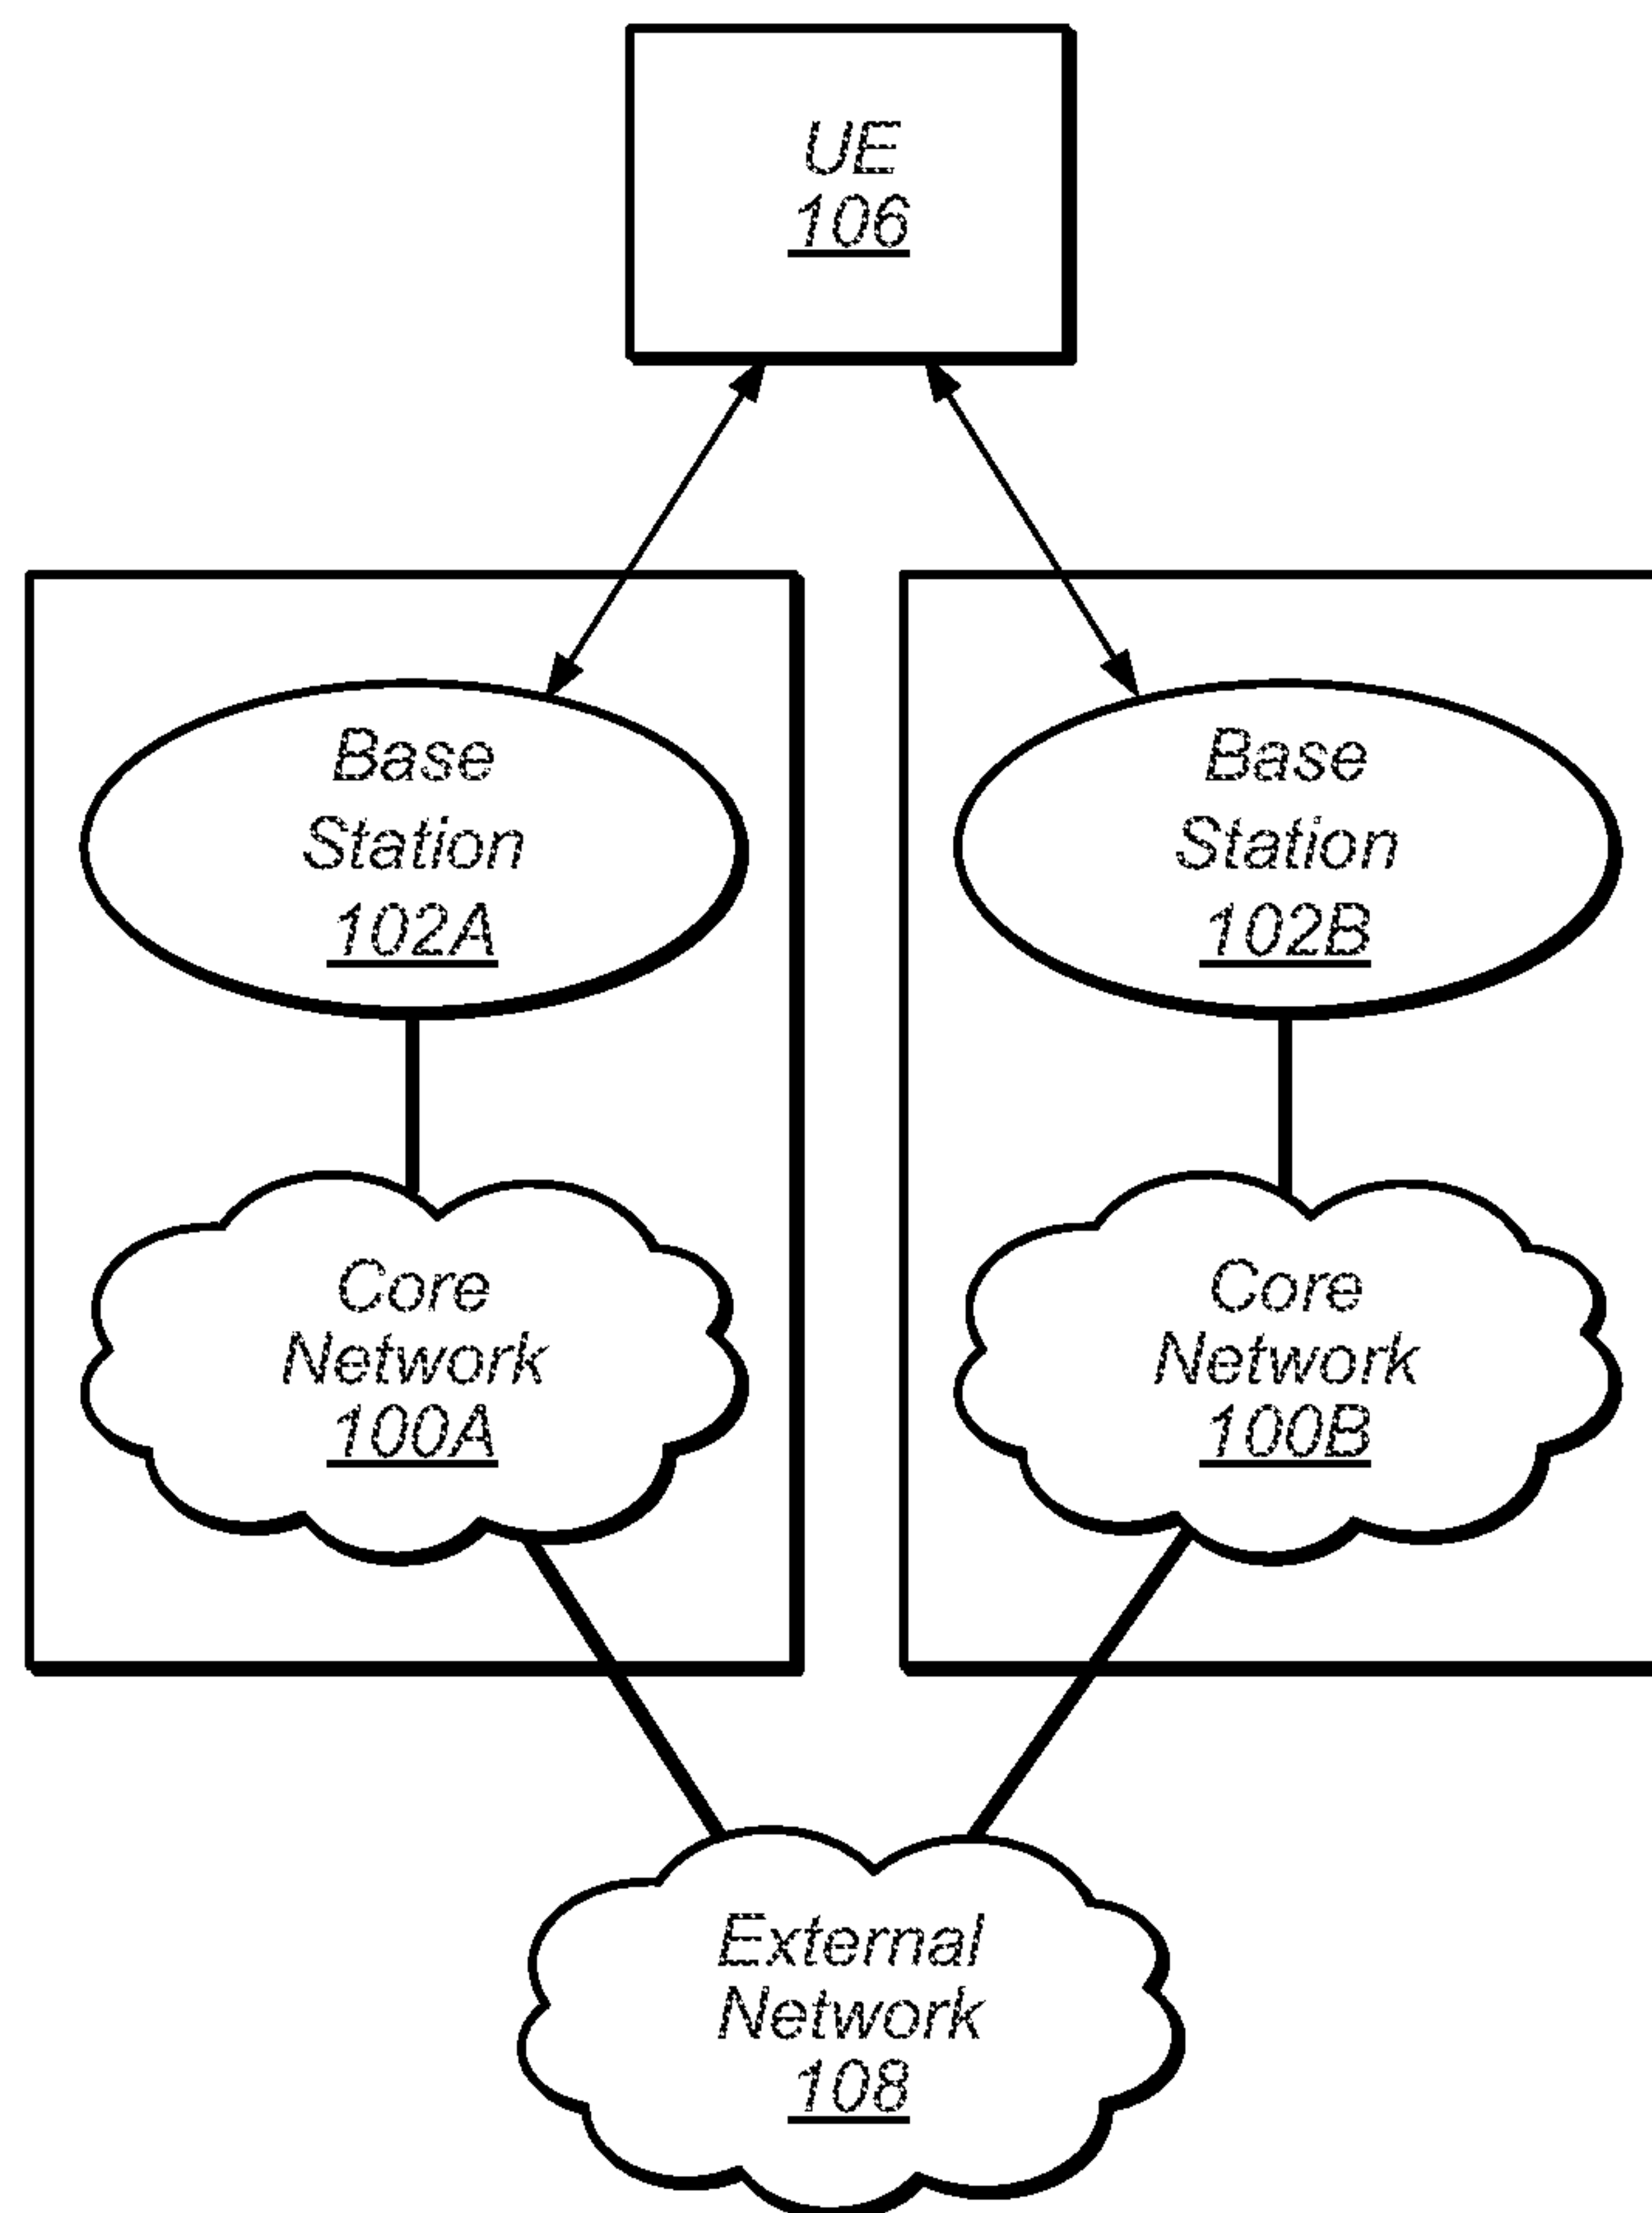 UE
106
Base
Station
102A
Base
Station
102B
Core
Network
100A
Core
Network
100B
External
Network
108